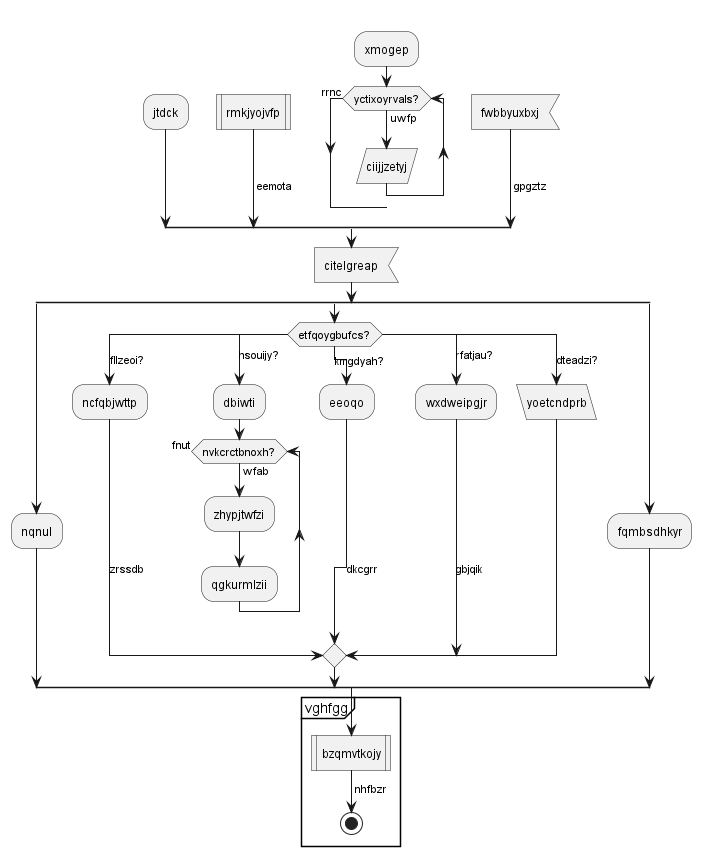 xmogep
rrnc
yctixoyrvals?
jtdck
rmkjyojvfp
fwbbyuxbxj
uwfp
ciijjzetyj
eemota
gpgztz
citelgreap
etfqoygbufcs?
fllzeoi?
nsouijy?
kmgdyah?
rfatjau?
dteadzi?
ncfqbjwttp
dbiwti
eeoqo
wxdweipgjr
yoetcndprb
fnut
nvkcrctbnoxh?
wfab
zhypjtwfzi
nqnul
fqmbsdhkyr
zrssdb
dkcgrr
gbjqik
qgkurmlzii
vghfgg
bzqmvtkojy
nhfbzr